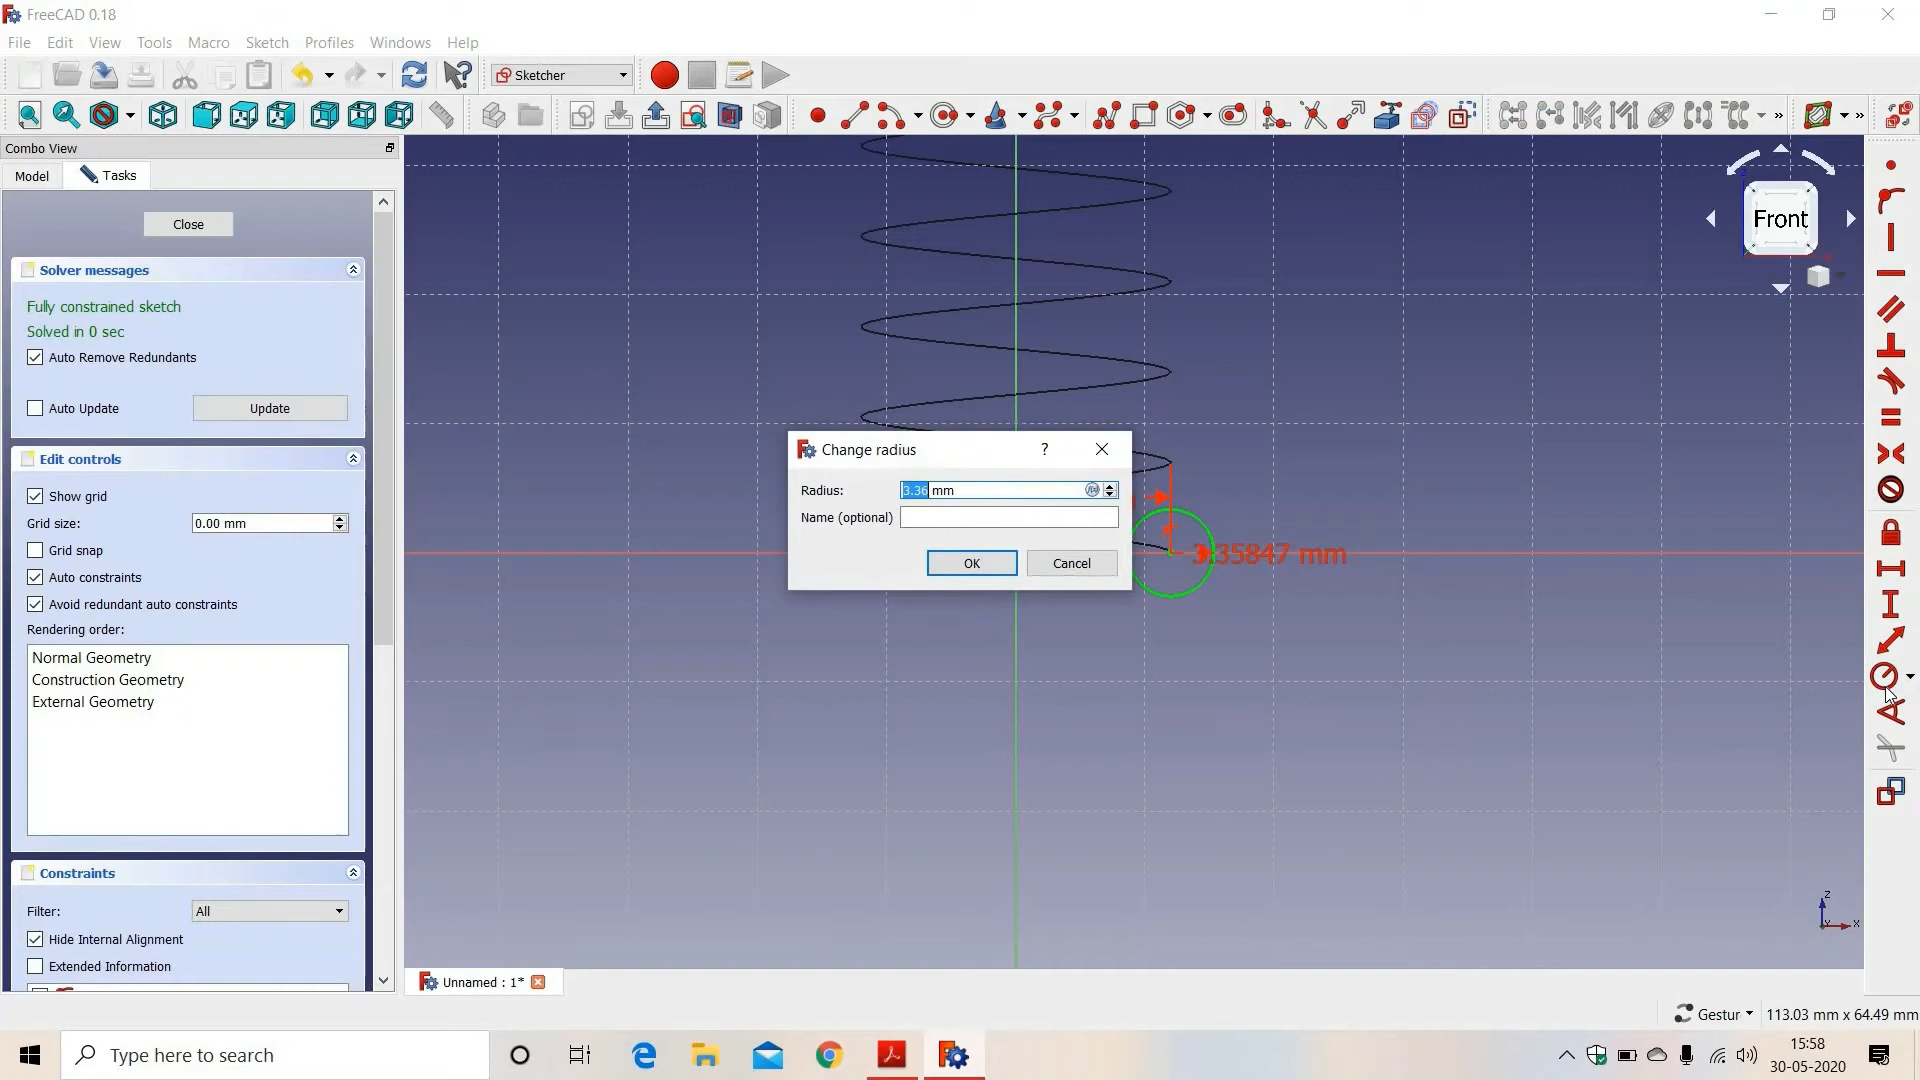 FreeCAD 0.18
File Edit View Tools Macro Sketch Profiles Windows Help
Sketcher
Combo View
Model Tasks
Close
Solver messages
Fully constrained sketch
Solved in 0 sec
Auto Remove Redundants
Auto Update Update
Edit controls
Show grid
Grid size: 0.00 mm
Grid snap
Auto constraints
Avoid redundant auto constraints
Rendering order:
Normal Geometry
Construction Geometry
External Geometry
Constraints
Filter: All
Hide Internal Alignment
Extended Information
Front
Change radius ?
Radius: 3.36 mm
Name (optional)
OK Cancel
3.35847 mm
Z
X
Unnamed : 1*
Gestur 113.03 mm x 64.49 mm
Type here to search
15:58
30-05-2020